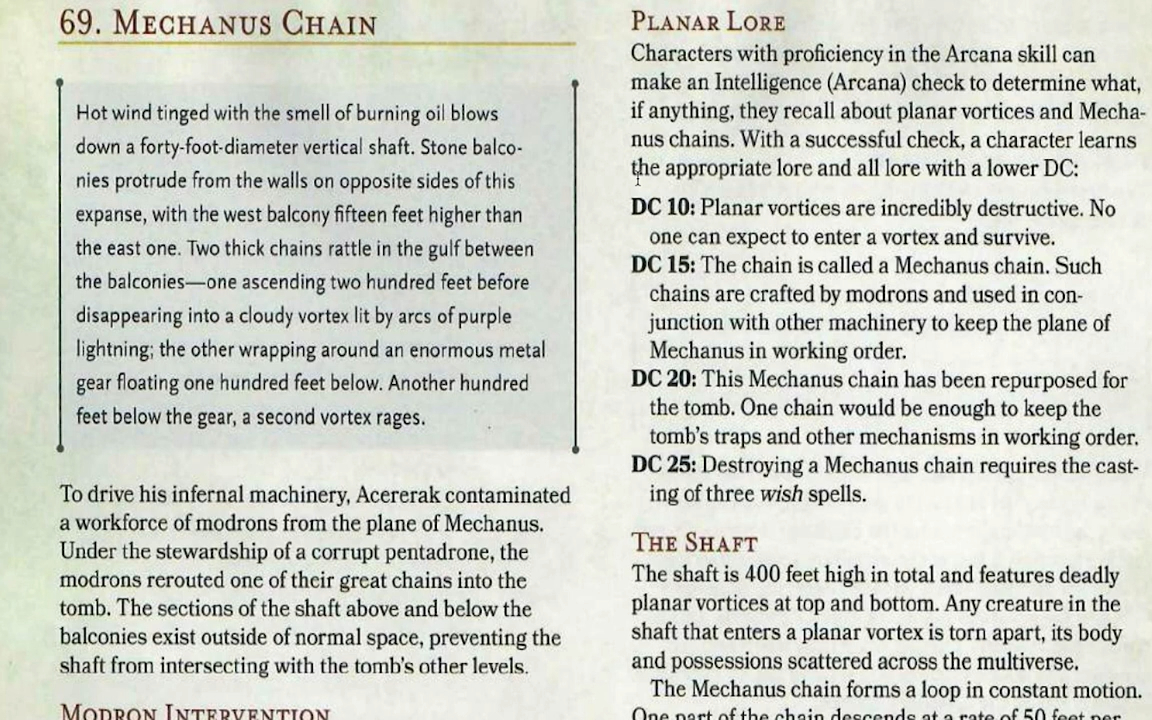 69. Mechanus Chain
Hot wind tinged with the smell of burning oil blows
down a forty-foot-diameter vertical shaft. Stone balco-
nies protrude from the walls on opposite sides of this
expanse, with the west balcony fifteen feet higher than
the east one. Two thick chains rattle in the gulf between
the balconies—one ascending two hundred feet before
disappearing into a cloudy vortex lit by arcs of purple
lightning; the other wrapping around an enormous metal
gear floating one hundred feet below. Another hundred
feet below the gear, a second vortex rages.
To drive his infernal machinery, Acererak contaminated
a workforce of modrons from the plane of Mechanus.
Under the stewardship of a corrupt pentadrone, the
modrons rerouted one of their great chains into the
tomb. The sections of the shaft above and below the
balconies exist outside of normal space, preventing the
shaft from intersecting with the tomb's other levels.
Modron Intervention
Planar Lore
Characters with proficiency in the Arcana skill can
make an Intelligence (Arcana) check to determine what,
if anything, they recall about planar vortices and Mecha-
nus chains. With a successful check, a character learns
the appropriate lore and all lore with a lower DC:
DC 10: Planar vortices are incredibly destructive. No
one can expect to enter a vortex and survive.
DC 15: The chain is called a Mechanus chain. Such
chains are crafted by modrons and used in con-
junction with other machinery to keep the plane of
Mechanus in working order.
DC 20: This Mechanus chain has been repurposed for
the tomb. One chain would be enough to keep the
tomb's traps and other mechanisms in working order.
DC 25: Destroying a Mechanus chain requires the cast-
ing of three wish spells.
The Shaft
The shaft is 400 feet high in total and features deadly
planar vortices at top and bottom. Any creature in the
shaft that enters a planar vortex is torn apart, its body
and possessions scattered across the multiverse.
The Mechanus chain forms a loop in constant motion.
One part of the chain descends at a rate of 50 feet per